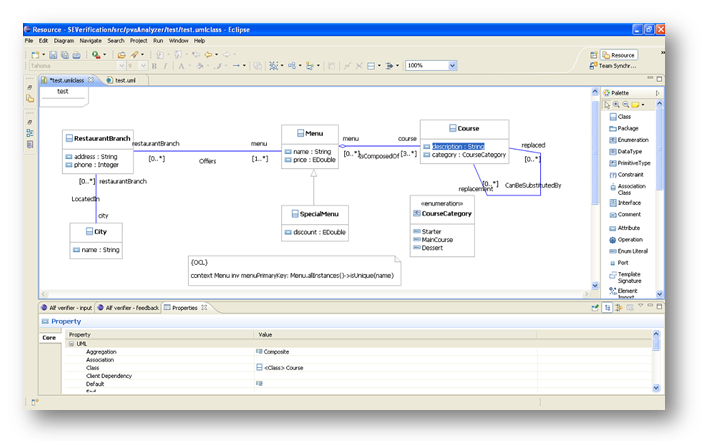 Resource - SEVerification/src/pvsAnalyzer/test/test.umlclass - Eclipse
File Edit Diagram Navigate Search Project Run Window Help
Tahoma 9 B I A 100% Resource
Team Synchr...
*test.umlclass test.uml
test
Palette
RestaurantBranch
address : String
phone : Integer
restaurantBranch
[0..*]
Offers
menu
[1..*]
Menu
name : String
price : EDouble
menu
[0..*]
isComposedOf
course
[3..*]
Course
description : String
category : CourseCategory
replaced
[0..*]
[0..*]
replacement
CanBeSubstitutedBy
[0..*] restaurantBranch
LocatedIn
city
City
name : String
SpecialMenu
discount : EDouble
«enumeration»
CourseCategory
Starter
MainCourse
Dessert
{OCL}
context Menu inv menuPrimaryKey: Menu.allInstances()->isUnique(name)
Class
Package
Enumeration
DataType
PrimitiveType
Constraint
Association
Class
Interface
Comment
Attribute
Operation
Enum Literal
Port
Template
Signature
Element
Import
Alf verifier - input Alf verifier - feedback Properties
Property
Core
Property Value
UML
Aggregation Composite
Association
Class <Class> Course
Client Dependency
Default